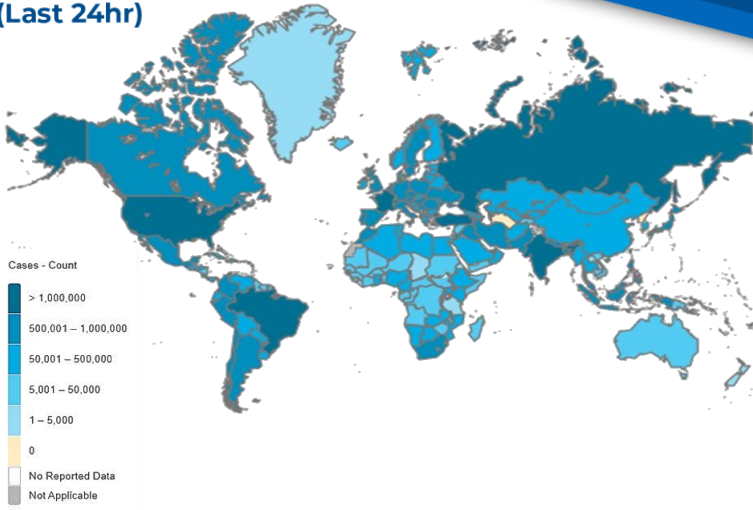 (Last 24hr)
Cases - Count
> 1,000,000
500,001 – 1,000,000
50,001 – 500,000
5,001 – 50,000
1 – 5,000
0
No Reported Data
Not Applicable